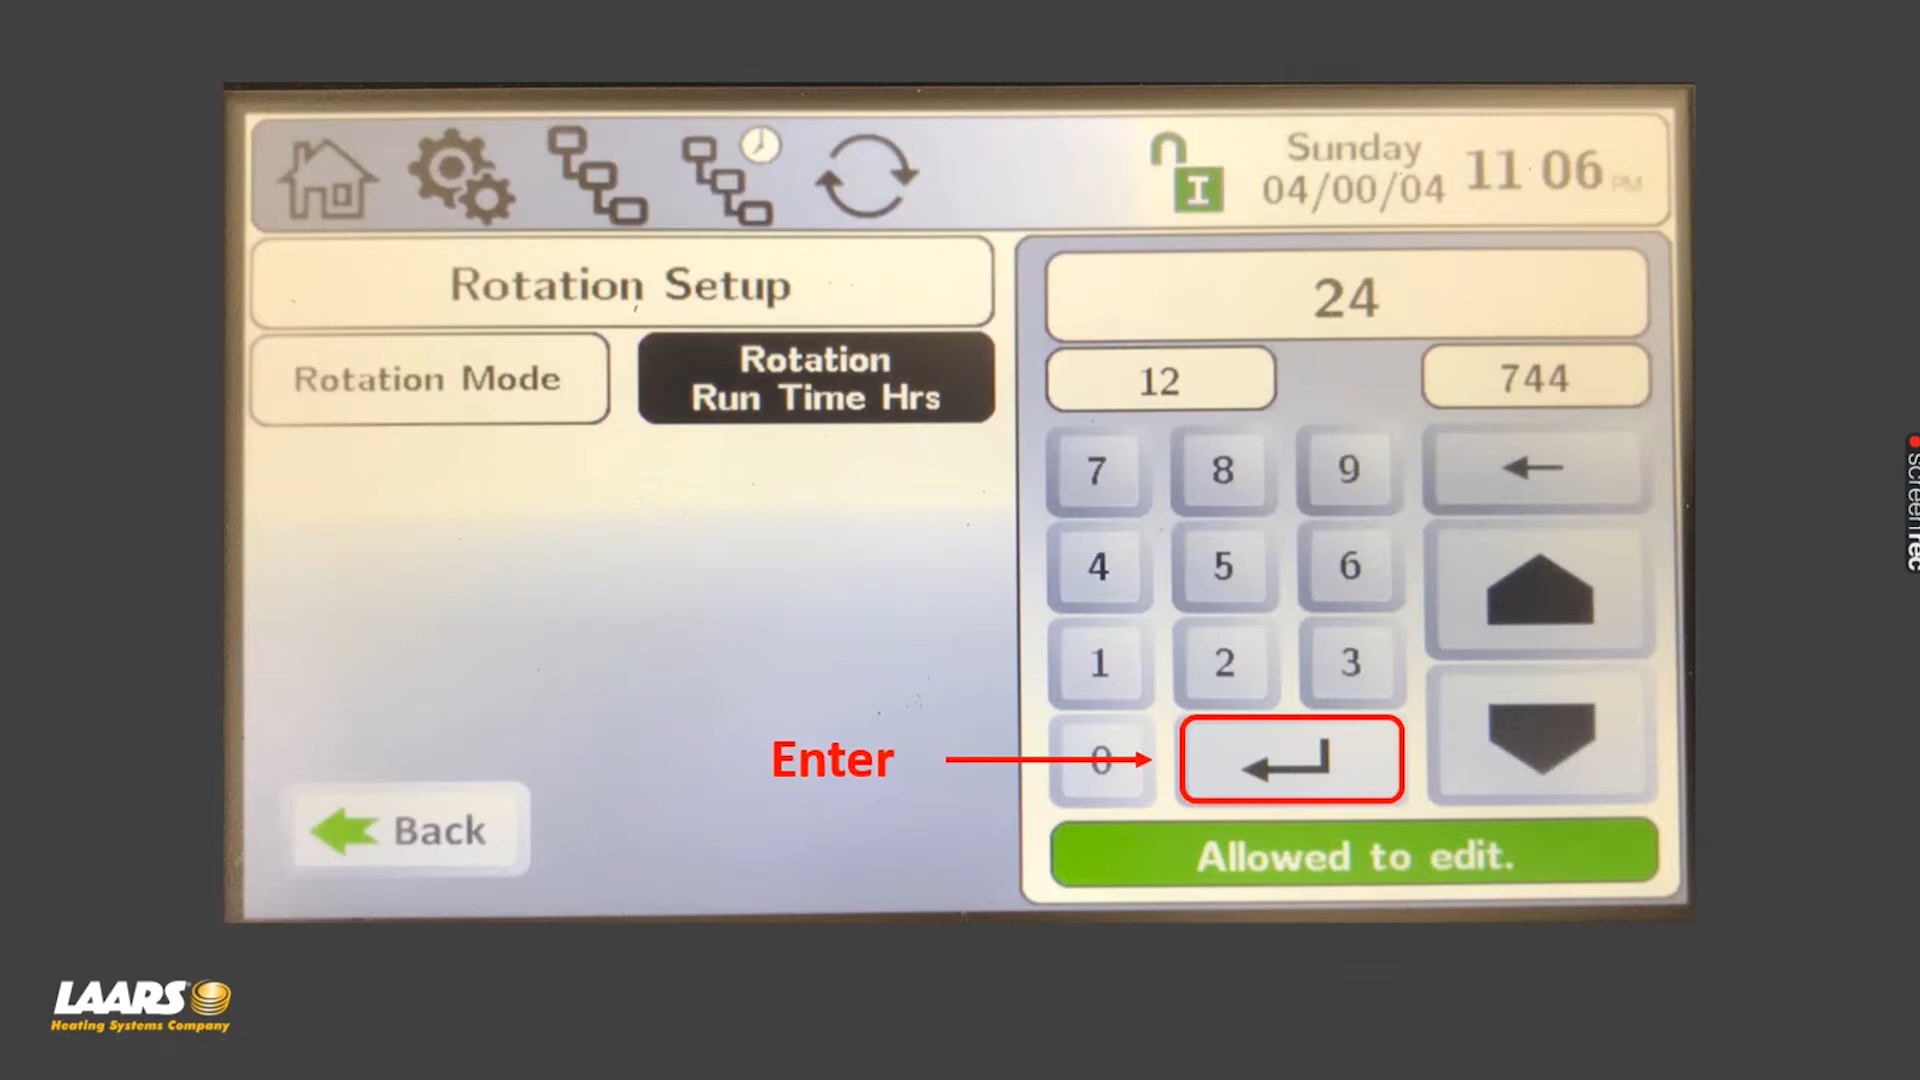 Sunday
04/00/04 11 06 PM
I
Rotation Setup
24
Rotation Mode
Rotation
Run Time Hrs
12
744
7 8 9
4 5 6
1 2 3
Enter
0
Back
Allowed to edit.
LAARS
Heating Systems Company
screenrec